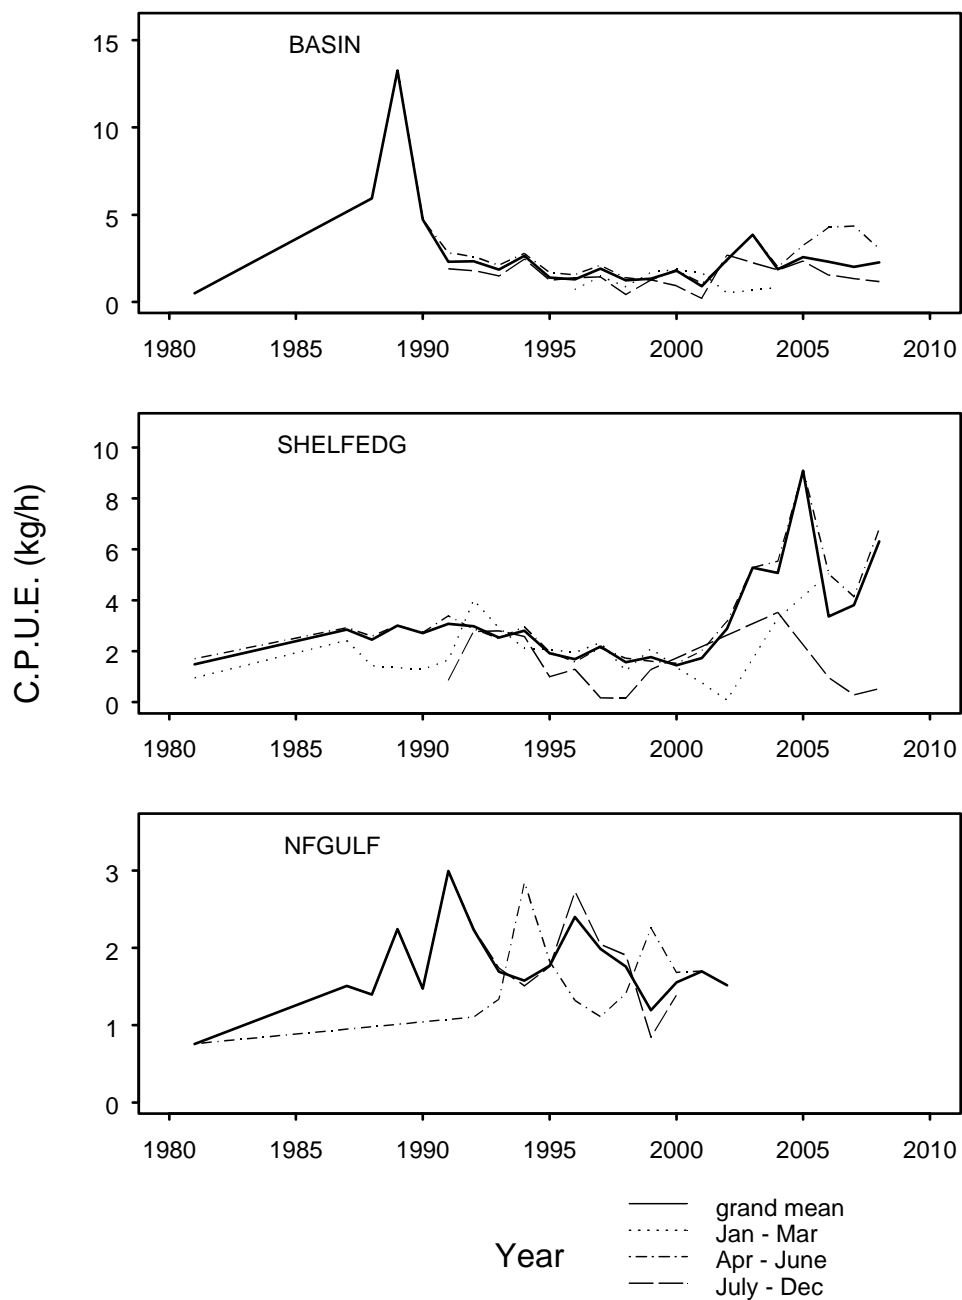 BASIN
15
10
5
0
1980 1985 1990 1995 2000 2005 2010
SHELFEDG
10
8
6
4
2
0
1980 1985 1990 1995 2000 2005 2010
C.P.U.E. (kg/h)
NFGULF
3
2
1
0
1980 1985 1990 1995 2000 2005 2010
Year
grand mean
Jan - Mar
Apr - June
July - Dec